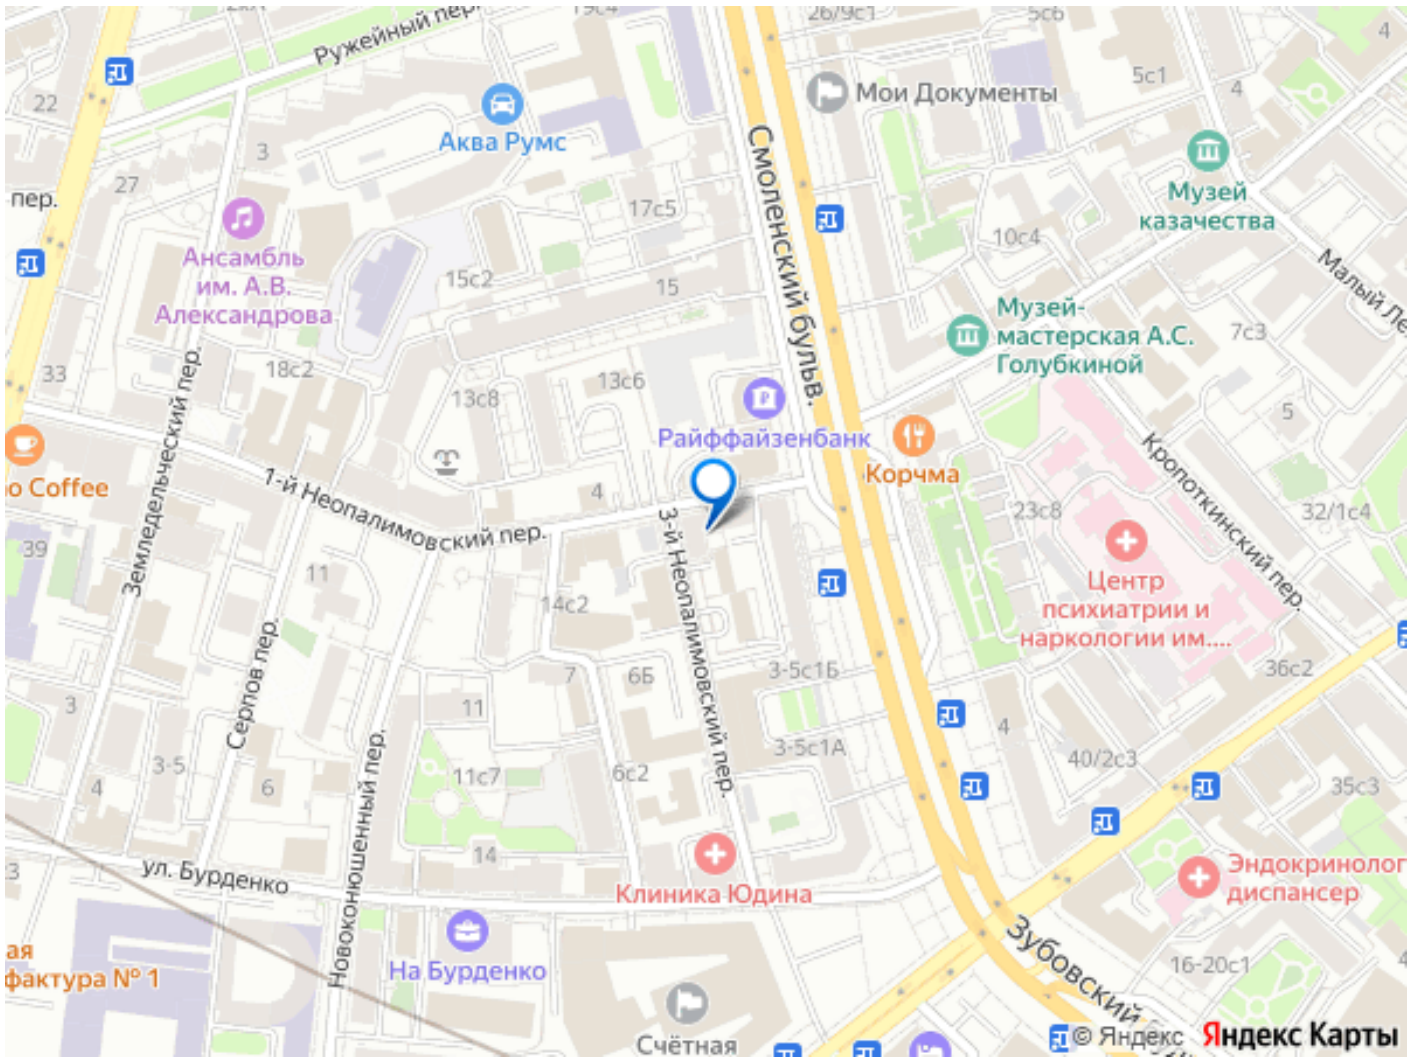 19с4
26/9с1
5с6
Ружейный пер.
4
22
5с1
4
Мои Документы
Аква Румс
Смоленский бульв.
3
27
пер.
Музей
казачества
17с5
10с4
Ансамбль
им. А.В.
Александрова
15с2
15
Малый Ле
Музей-
мастерская А.С.
Голубкиной
7с3
33
18с2
13с8
13с6
5
Райффайзенбанк
Корчма
Земледельческий пер.
1-й Неопалимовский пер.
Кропоткинский пер.
o Coffee
4
23с8
32/1с4
3-й Неопалимовский пер.
39
11
14с2
Центр
психиатрии и
наркологии им....
Серпов пер.
7
6Б
3-5с1Б
36с2
3
11
4
3-5с1А
40/2с3
3-5
4
6
11с7
6с2
35с3
Новоконюшенный пер.
14
3
ул. Бурденко
Клиника Юдина
Эндокринолог
диспансер
На Бурденко
ая
фактура № 1
Зубовский
16-20с1
4
Счётная
© Яндекс
Яндекс Карты